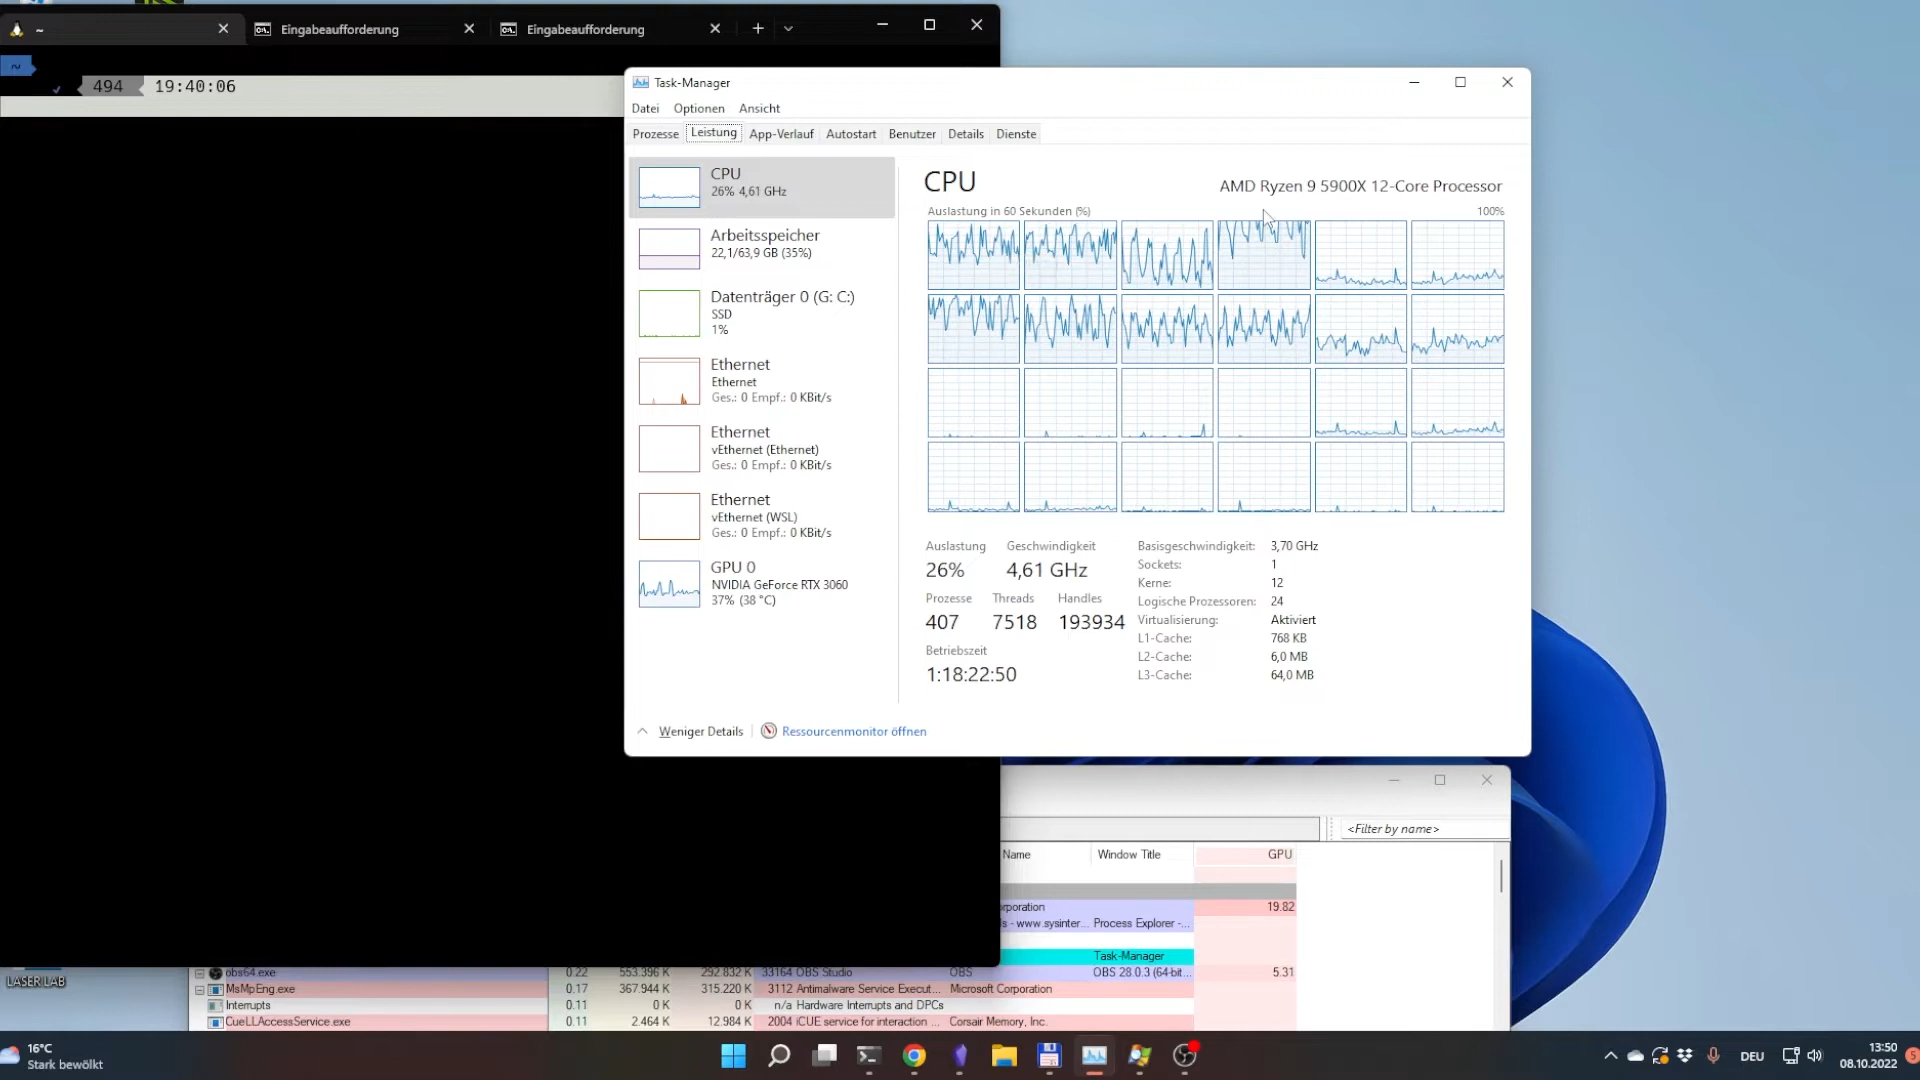 ~
Eingabeaufforderung
Eingabeaufforderung
~
494 19:40:06
Task-Manager
Datei Optionen Ansicht
Prozesse Leistung App-Verlauf Autostart Benutzer Details Dienste
CPU
26% 4,61 GHz
Arbeitsspeicher
22,1/63,9 GB (35%)
Datenträger 0 (G: C:)
SSD
1%
Ethernet
Ethernet
Ges.: 0 Empf.: 0 KBit/s
Ethernet
vEthernet (Ethernet)
Ges.: 0 Empf.: 0 KBit/s
Ethernet
vEthernet (WSL)
Ges.: 0 Empf.: 0 KBit/s
GPU 0
NVIDIA GeForce RTX 3060
37% (38 °C)
CPU
AMD Ryzen 9 5900X 12-Core Processor
Auslastung in 60 Sekunden (%)
100%
Auslastung Geschwindigkeit
26% 4,61 GHz
Prozesse Threads Handles
407 7518 193934
Betriebszeit
1:18:22:50
Basisgeschwindigkeit: 3,70 GHz
Sockets: 1
Kerne: 12
Logische Prozessoren: 24
Virtualisierung: Aktiviert
L1-Cache: 768 KB
L2-Cache: 6,0 MB
L3-Cache: 64,0 MB
Weniger Details
Ressourcenmonitor öffnen
<Filter by name>
Name Window Title GPU
orporation 19.82
ls - www.sysinter... Process Explorer -...
Task-Manager
obs64.exe 0.22 553.396 K 292.832 K 33164 OBS Studio OBS OBS 28.0.3 (64-bit... 5.31
MsMpEng.exe 0.17 367.944 K 315.220 K 3112 Antimalware Service Execut... Microsoft Corporation
Interrupts 0.11 0 K 0 K n/a Hardware Interrupts and DPCs
CueLLAccessService.exe 0.11 2.464 K 12.984 K 2004 iCUE service for interaction ... Corsair Memory, Inc.
LASER LAB
16°C
Stark bewölkt
DEU
13:50
08.10.2022
5